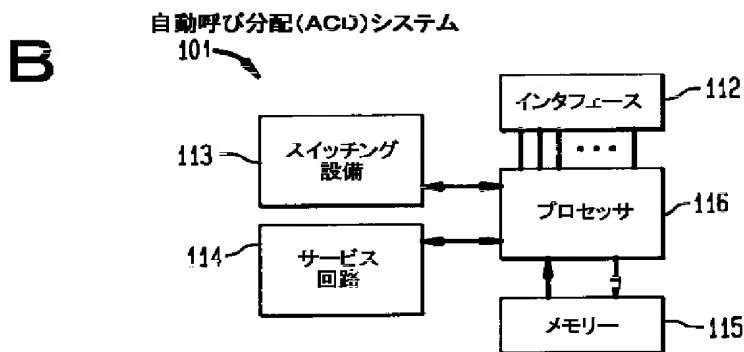 自動呼び分配(ACD)システム
101
B
インタフェース
112
113
スイッチング
設備
プロセッサ
116
114
サービス
回路
メモリー
115